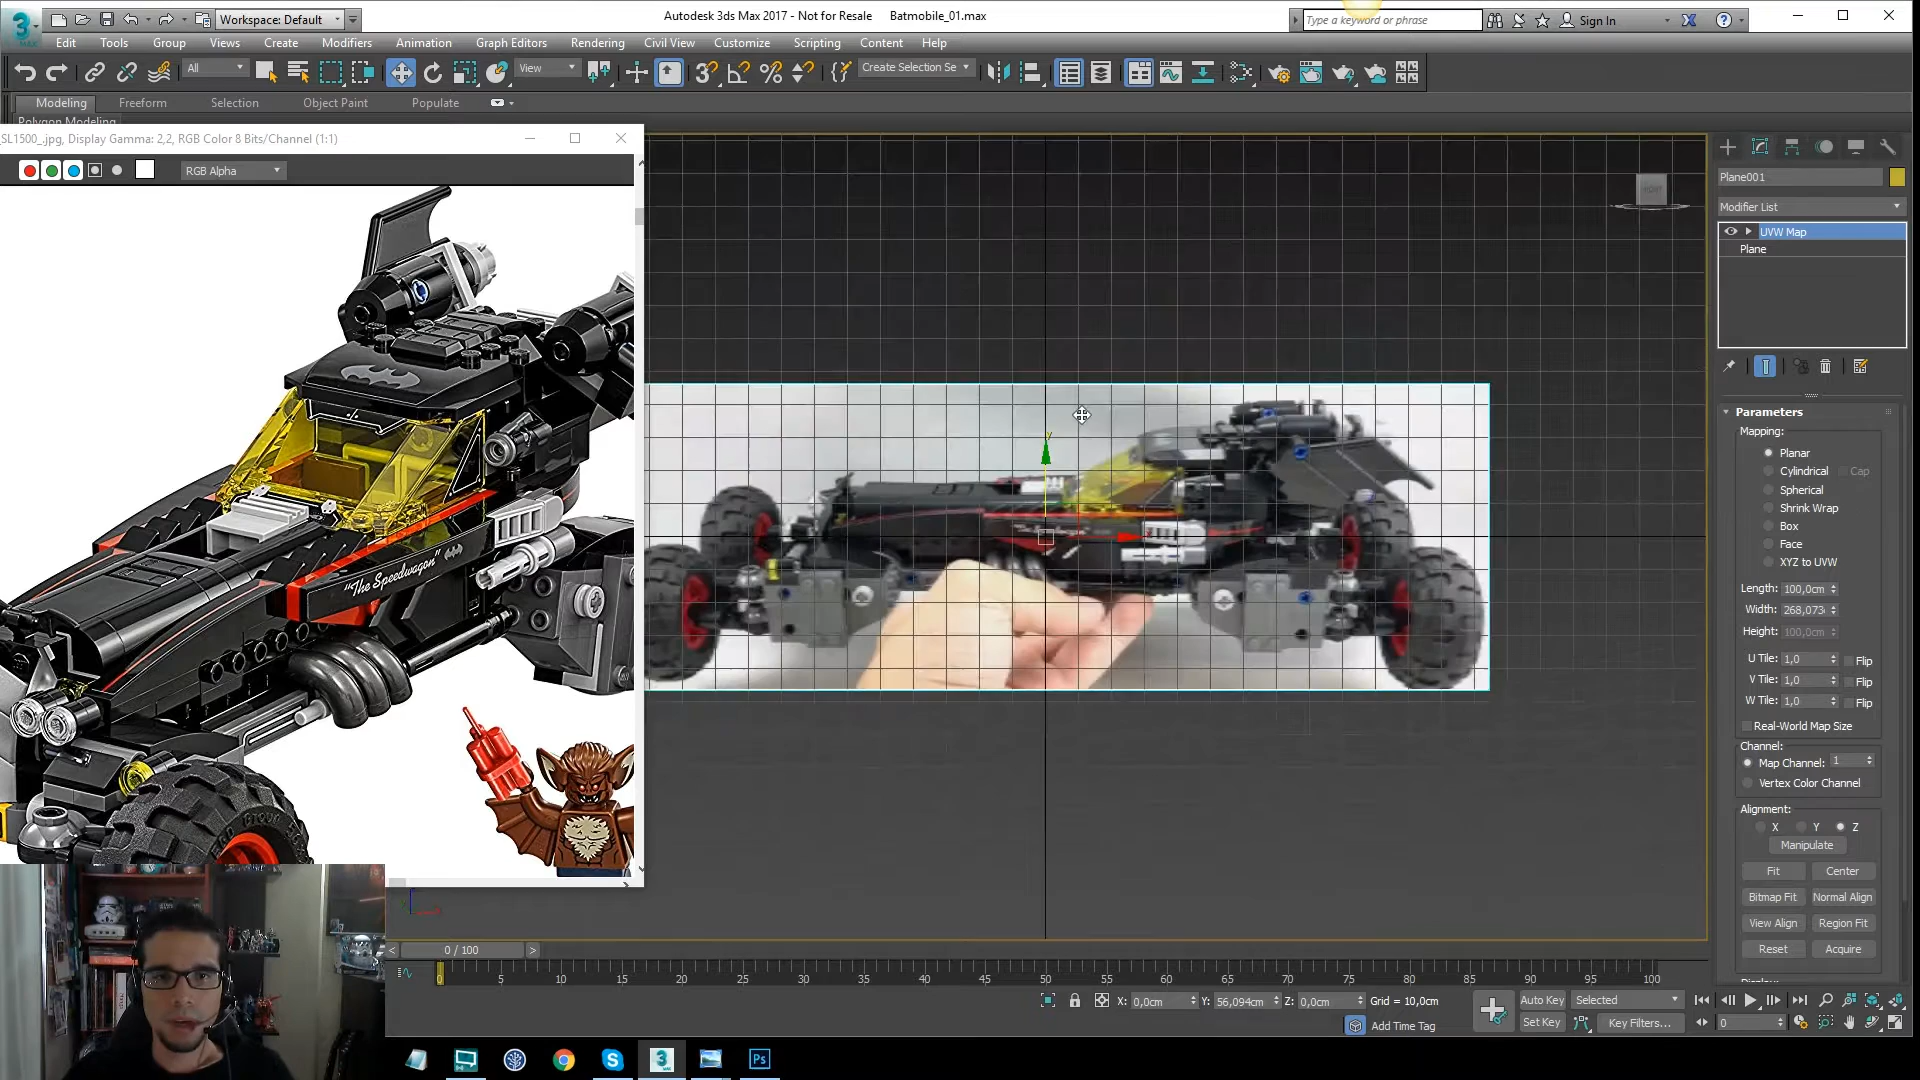 Workspace: Default
Autodesk 3ds Max 2017 - Not for Resale
Batmobile_01.max
Type a keyword or phrase
Sign In
Edit
Tools
Group
Views
Create
Modifiers
Animation
Graph Editors
Rendering
Civil View
Customize
Scripting
Content
Help
All
View
Create Selection Se
Modeling
Freeform
Selection
Object Paint
Populate
Polygon Modeling
SL1500_.jpg, Display Gamma: 2,2, RGB Color 8 Bits/Channel (1:1)
RGB Alpha
"The Speedwagon"
y
Plane001
Modifier List
UVW Map
Plane
Parameters
Mapping:
Planar
Cylindrical
Cap
Spherical
Shrink Wrap
Box
Face
XYZ to UVW
Length: 100,0cm
Width: 268,073
Height: 100,0cm
U Tile: 1,0 Flip
V Tile: 1,0 Flip
W Tile: 1,0 Flip
Real-World Map Size
Channel:
Map Channel: 1
Vertex Color Channel
Alignment:
X Y Z
Manipulate
Fit Center
Bitmap Fit Normal Align
View Align Region Fit
Reset Acquire
< 0 / 100 >
0 5 10 15 20 25 30 35 40 45 50 55 60 65 70 75 80 85 90 95 100
X: 0,0cm Y: 56,094cm Z: 0,0cm Grid = 10,0cm
Add Time Tag
Auto Key
Selected
Set Key
Key Filters...
0
3 MAX
S
Ps